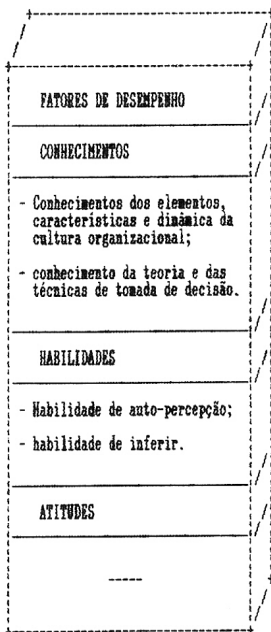 FATORES DE DESEMPENHO
CONHECIMENTOS
- Conhecimentos dos elementos,
características e dinâmica da
cultura organizacional;
- conhecimento da teoria e das
técnicas de tomada de decisão.
HABILIDADES
- Habilidade de auto-percepção;
- habilidade de inferir.
ATITUDES
-----